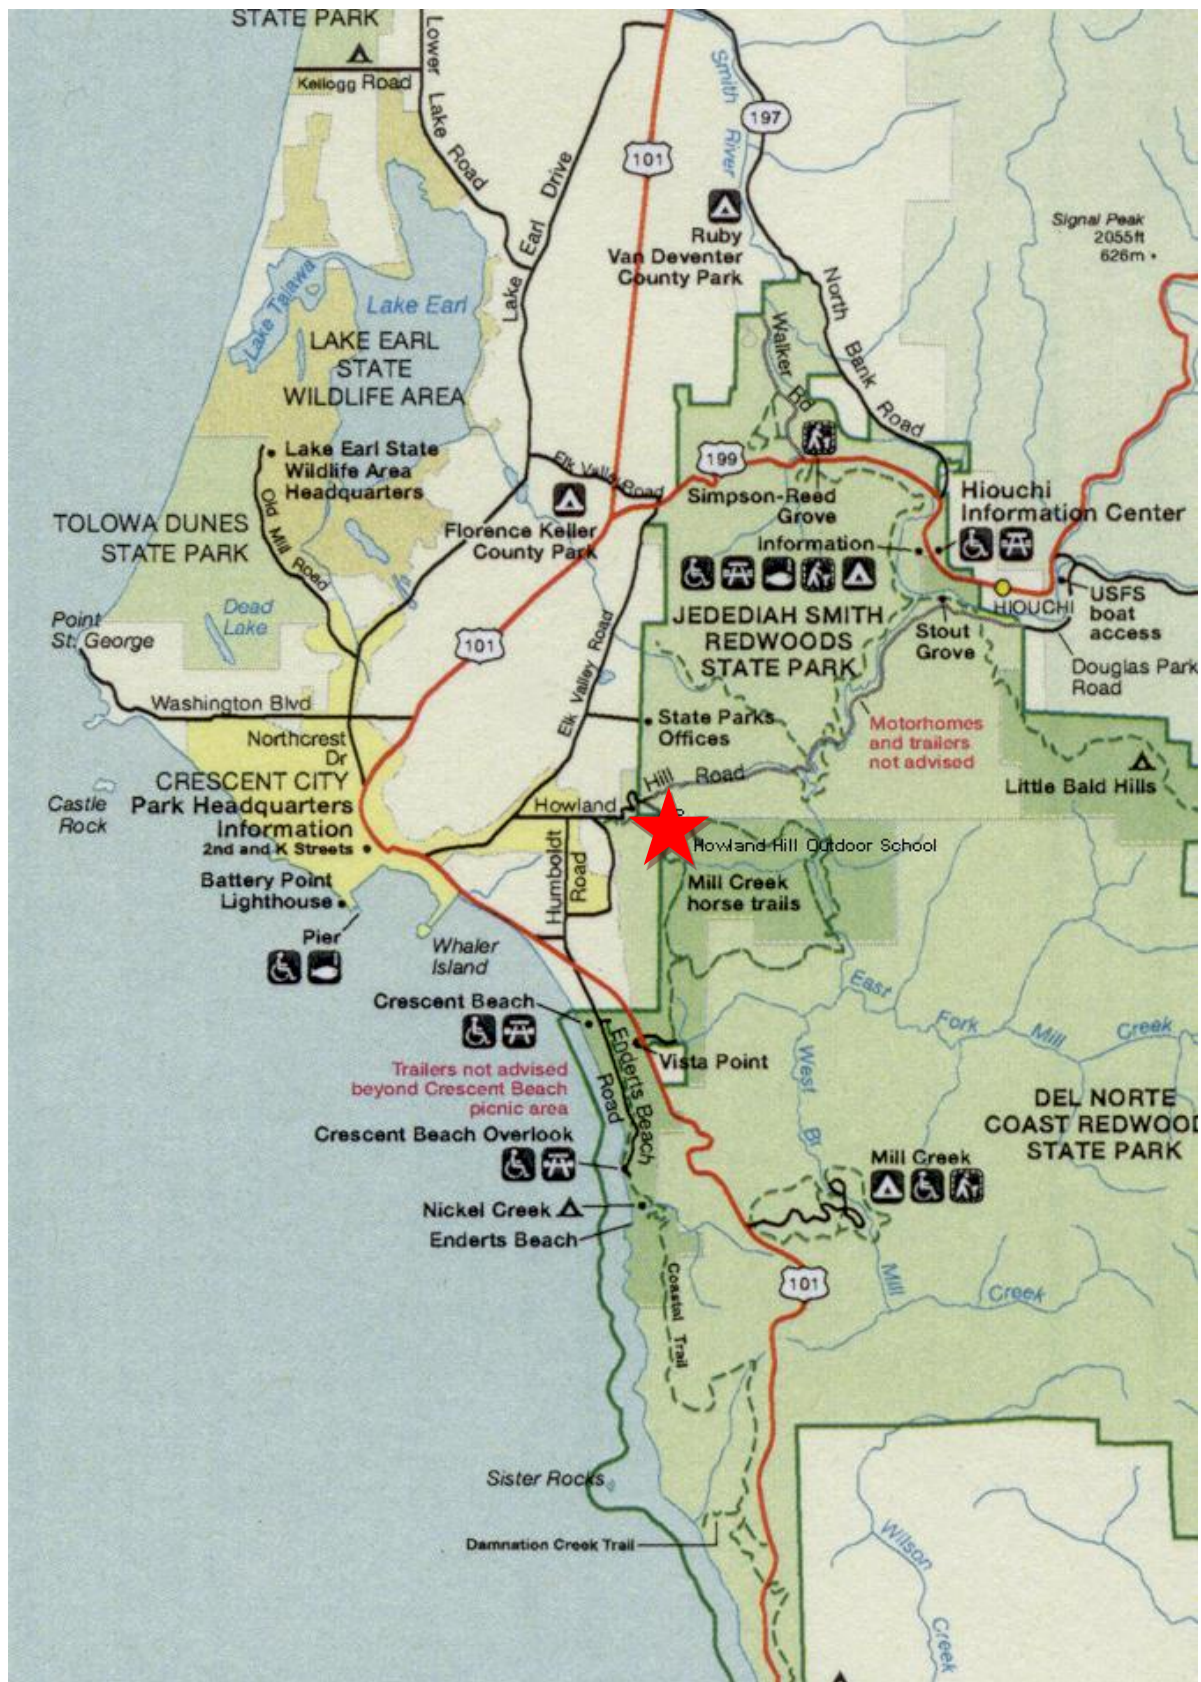 STATE PARK
Kellogg Road
Lower Lake Road
Lake Earl Drive
101
Smith River
197
Ruby
Van Deventer
County Park
Signal Peak
2055ft
626m
North Bank Road
Walker Rd
Lake Talawa
Lake Earl
LAKE EARL
STATE
WILDLIFE AREA
Lake Earl State
Wildlife Area
Headquarters
Old Mill Road
TOLOWA DUNES
STATE PARK
Elk Valley Road
Florence Keller
County Park
199
Simpson-Reed
Grove
Information
Hiouchi
Information Center
HIOUCHI
USFS
boat
access
Douglas Park
Road
JEDEDIAH SMITH
REDWOODS
STATE PARK
Stout
Grove
Point
St. George
Dead
Lake
101
Elk Valley Road
Washington Blvd
Northcrest
Dr
State Parks
Offices
Motorhomes
and trailers
not advised
Little Bald Hills
CRESCENT CITY
Park Headquarters
Information
2nd and K Streets
Castle
Rock
Howland Hill Road
Howland Hill Outdoor School
Humboldt
Road
Mill Creek
horse trails
Battery Point
Lighthouse
Pier
Whaler
Island
Crescent Beach
Enderts Beach
Road
Vista Point
East Fork Mill Creek
West Br
Trailers not advised
beyond Crescent Beach
picnic area
DEL NORTE
COAST REDWOOD
STATE PARK
Crescent Beach Overlook
Mill Creek
Nickel Creek
Enderts Beach
Coastal Trail
101
Mill Creek
Sister Rocks
Damnation Creek Trail
Wilson Creek